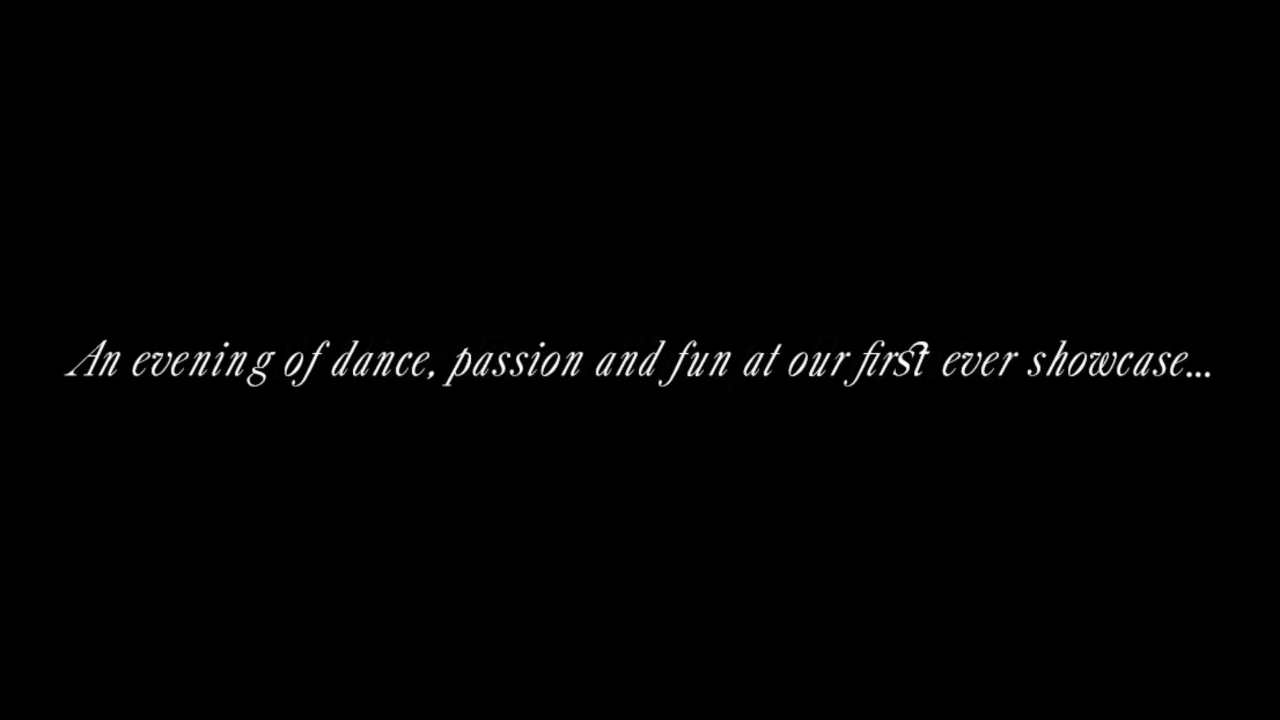 An evening of dance, passion and fun at our first ever showcase...